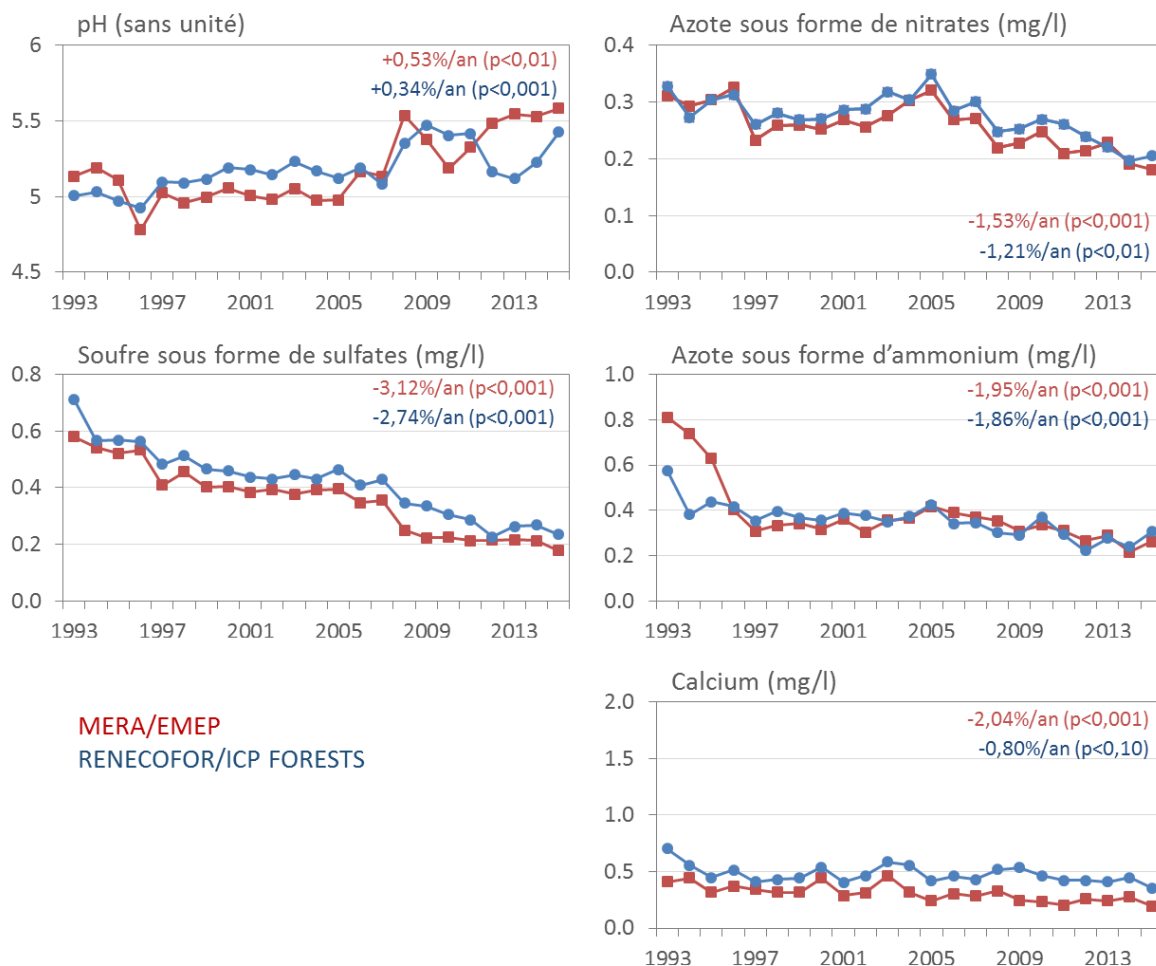 pH (sans unité)
6
5.5
5
4.5
+0,53%/an (p<0,01)
+0,34%/an (p<0,001)
1993 1997 2001 2005 2009 2013
Azote sous forme de nitrates (mg/l)
0.4
0.3
0.2
0.1
0.0
-1,53%/an (p<0,001)
-1,21%/an (p<0,01)
1993 1997 2001 2005 2009 2013
Soufre sous forme de sulfates (mg/l)
0.8
0.6
0.4
0.2
0.0
-3,12%/an (p<0,001)
-2,74%/an (p<0,001)
1993 1997 2001 2005 2009 2013
Azote sous forme d'ammonium (mg/l)
1.0
0.8
0.6
0.4
0.2
0.0
-1,95%/an (p<0,001)
-1,86%/an (p<0,001)
1993 1997 2001 2005 2009 2013
MERA/EMEP
RENECOFOR/ICP FORESTS
Calcium (mg/l)
2.0
1.5
1.0
0.5
0.0
-2,04%/an (p<0,001)
-0,80%/an (p<0,10)
1993 1997 2001 2005 2009 2013